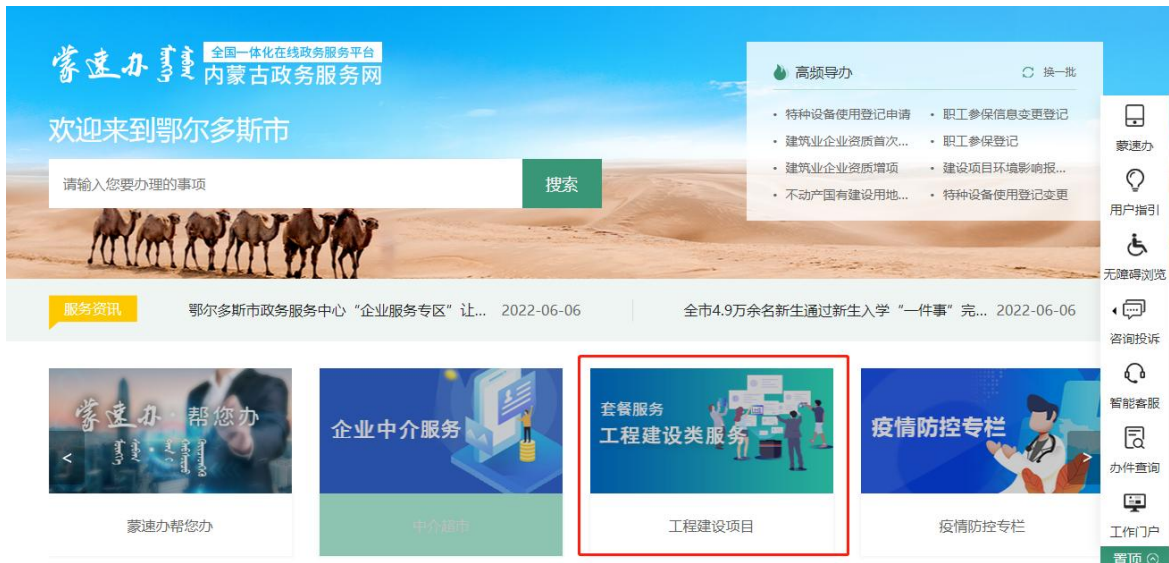 蒙速办
全国一体化在线政务服务平台
内蒙古政务服务网
欢迎来到鄂尔多斯市
请输入您要办理的事项
搜索
高频导办
换一批
• 特种设备使用登记申请
• 职工参保信息变更登记
• 建筑业企业资质首次...
• 职工参保登记
• 建筑业企业资质增项
• 建设项目环境影响报...
• 不动产国有建设用地...
• 特种设备使用登记变更
服务资讯
鄂尔多斯市政务服务中心“企业服务专区”让... 2022-06-06
全市4.9万余名新生通过新生入学“一件事”完... 2022-06-06
蒙速办·帮您办
蒙速办帮您办
企业中介服务
中介超市
套餐服务
工程建设类服务
工程建设项目
疫情防控专栏
疫情防控专栏
蒙速办
用户指引
无障碍浏览
咨询投诉
智能客服
办件查询
工作门户
置顶